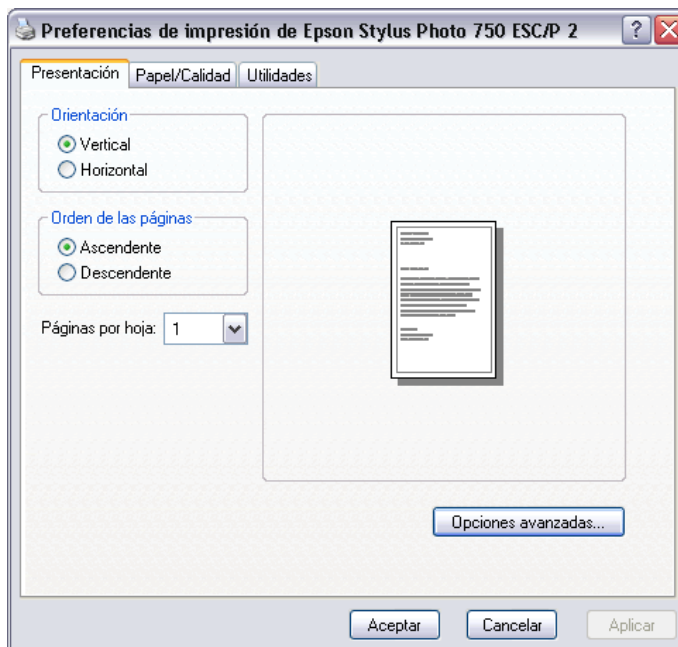 Preferencias de impresión de Epson Stylus Photo 750 ESC/P 2
Presentación Papel/Calidad Utilidades
Orientación
Vertical
Horizontal
Orden de las páginas
Ascendente
Descendente
Páginas por hoja: 1
Opciones avanzadas...
Aceptar Cancelar Aplicar